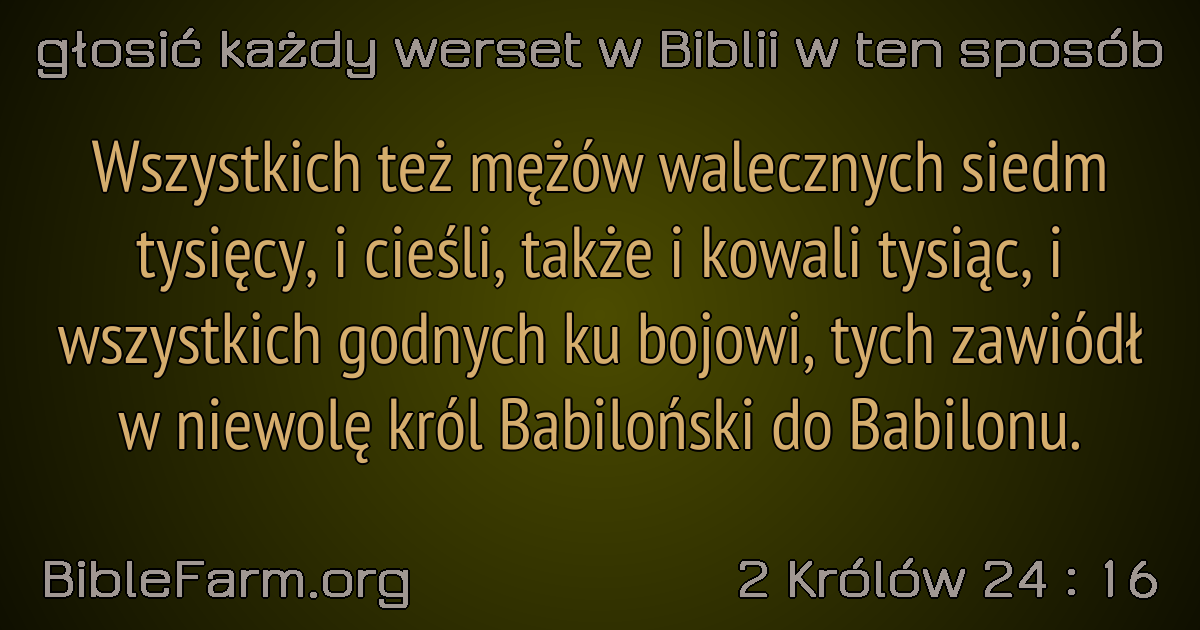 głosić każdy werset w Biblii w ten sposób
Wszystkich też mężów walecznych siedm
tysięcy, i cieśli, także i kowali tysiąc, i
wszystkich godnych ku bojowi, tych zawiódł
w niewolę król Babiloński do Babilonu.
BibleFarm.org
2 Królów 24 : 16